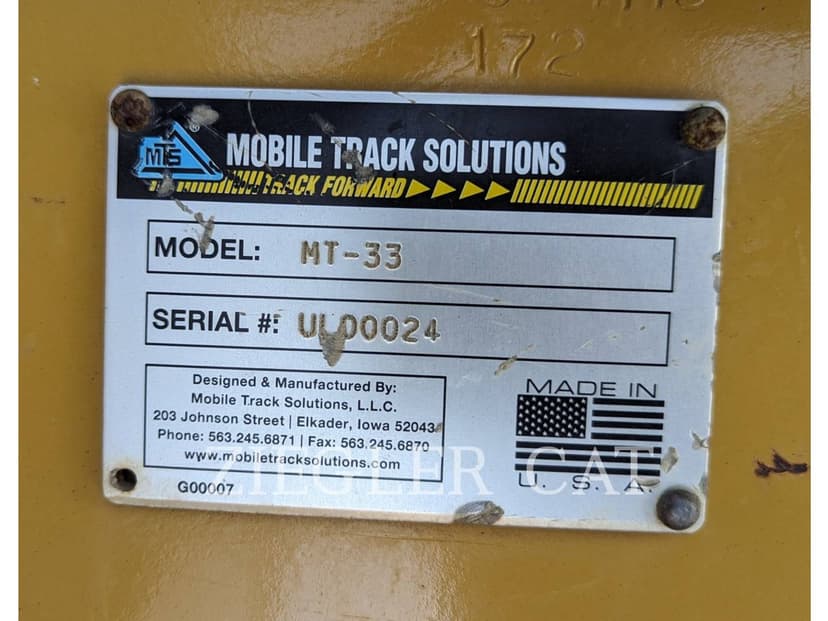 172
MTS ®
MOBILE TRACK SOLUTIONS
TRACK FORWARD
MODEL: MT-33
SERIAL #: UL00024
Designed & Manufactured By:
Mobile Track Solutions, L.L.C.
203 Johnson Street | Elkader, Iowa 52043
Phone: 563.245.6871 | Fax: 563.245.6870
www.mobiletracksolutions.com
G00007
MADE IN
U. S. A.
ZIEGLER CAT